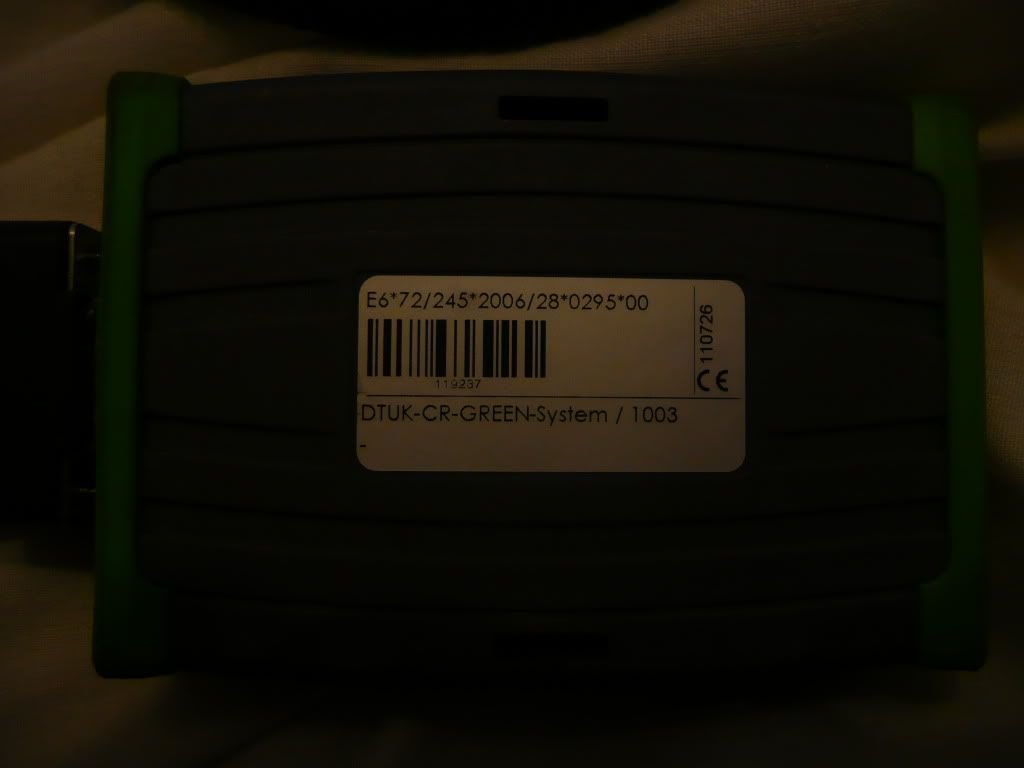 E6*72/245*2006/28*0295*00
119237
DTUK-CR-GREEN-System / 1003
-
CE 110726